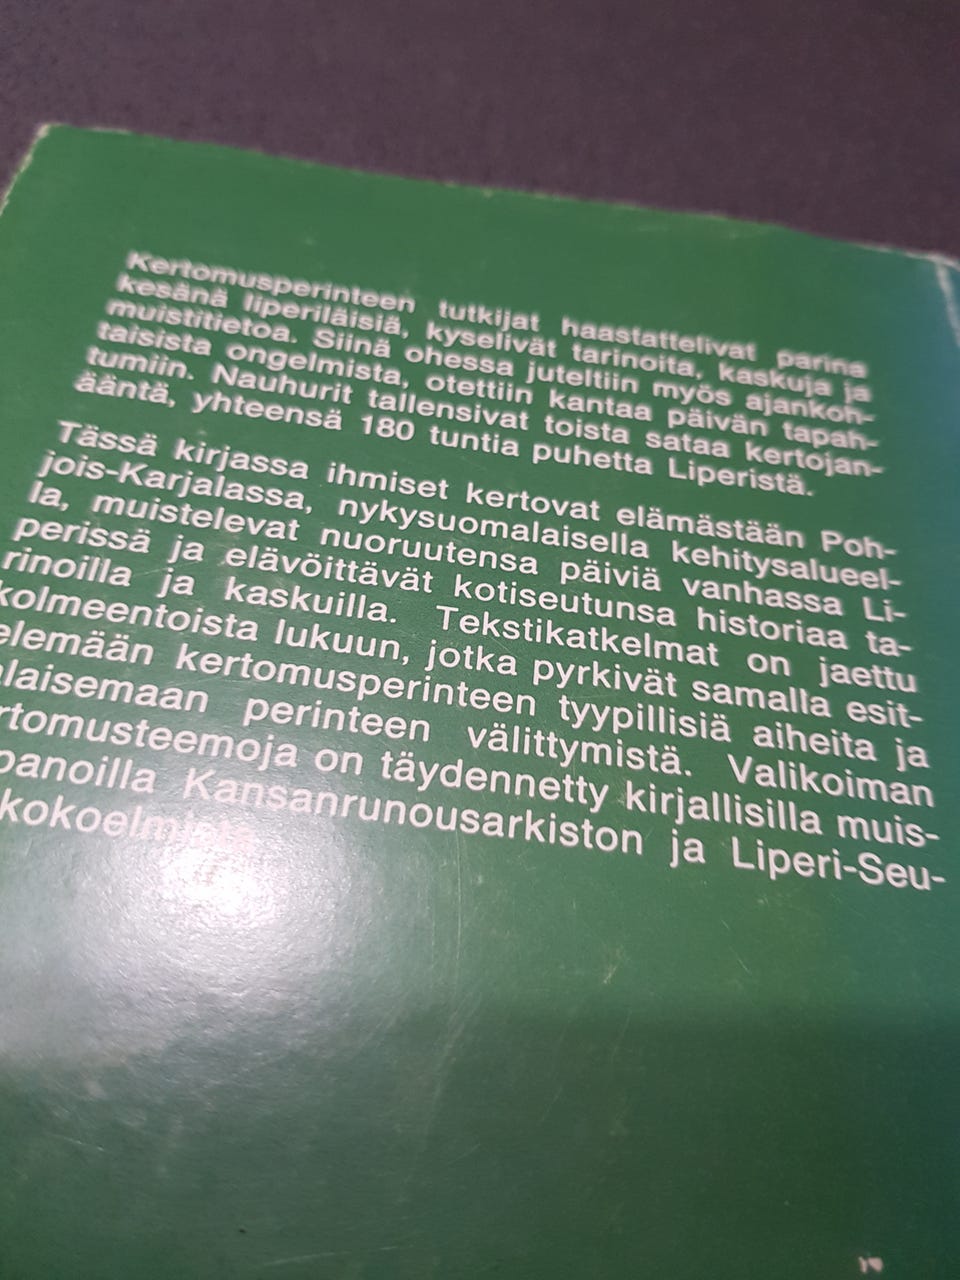 Kertomusperinteen tutkijat haastattelivat parina
kesänä liperiläisiä, kyselivät tarinoita, kaskuja ja
muistitietoa. Siinä ohessa juteltiin myös ajankoh-
taisista ongelmista, otettiin kantaa päivän tapah-
tumiin. Nauhurit tallensivat toista sataa kertojan-
ääntä, yhteensä 180 tuntia puhetta Liperistä.
Tässä kirjassa ihmiset kertovat elämästään Poh-
jois-Karjalassa, nykysuomalaisella kehitysalueel-
la, muistelevat nuoruutensa päiviä vanhassa Li-
perissä ja elävöittävät kotiseutunsa historiaa ta-
rinoilla ja kaskuilla. Tekstikatkelmat on jaettu
kolmeentoista lukuun, jotka pyrkivät samalla esit-
elemään kertomusperinteen tyypillisiä aiheita ja
alaisemaan perinteen välittymistä. Valikoiman
rtomusteemoja on täydennetty kirjallisilla muis-
panoilla Kansanrunousarkiston ja Liperi-Seu-
kokoelmista